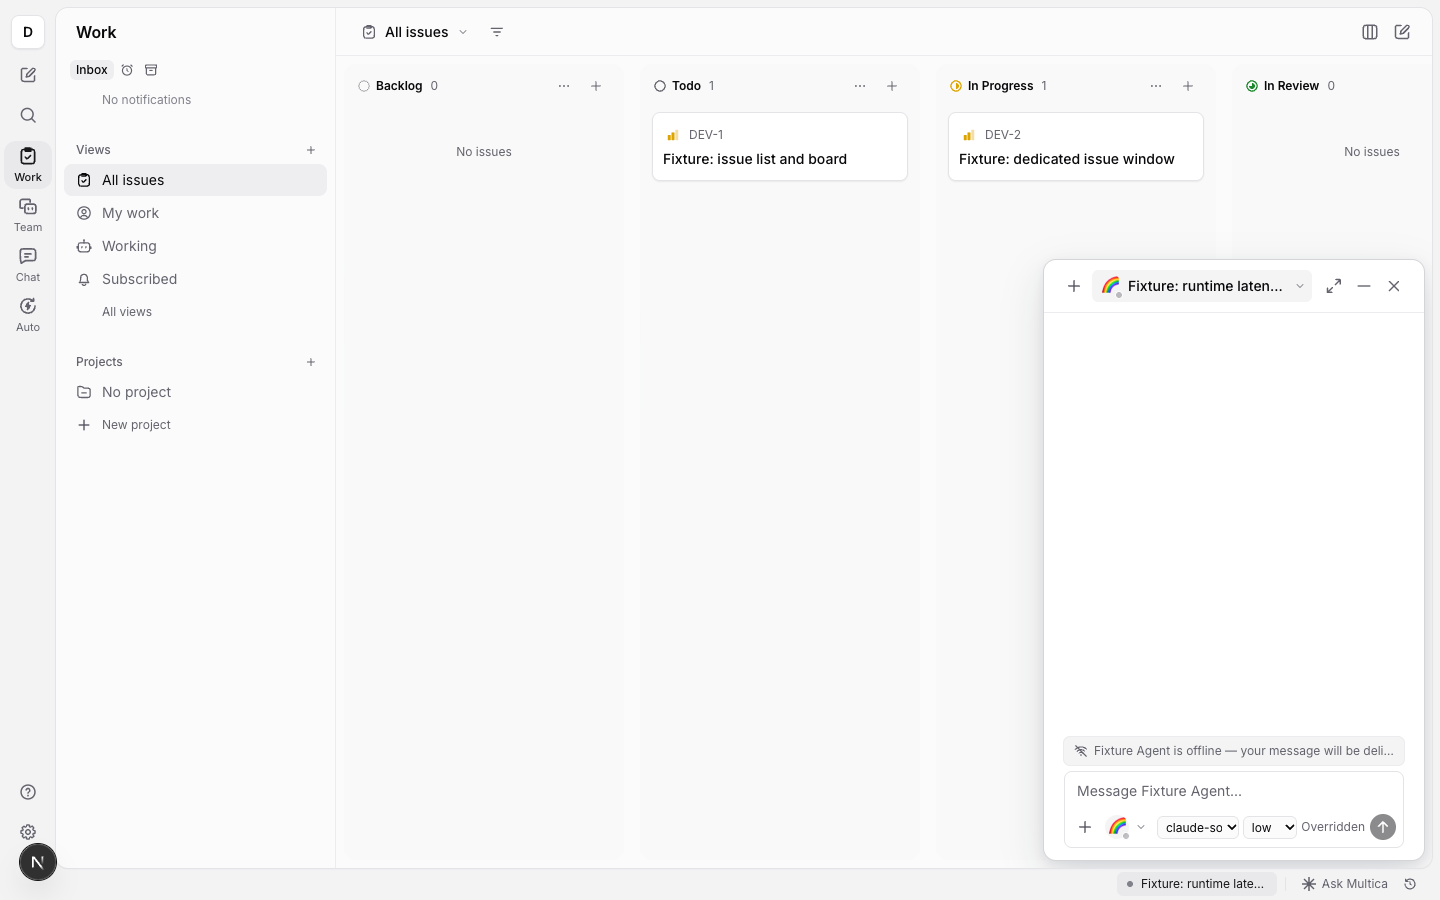 D
Work
Team
Chat
Auto
N
Work
Inbox
No notifications
Views
All issues
My work
Working
Subscribed
All views
Projects
No project
New project
All issues
Backlog 0
No issues
Todo 1
DEV-1
Fixture: issue list and board
In Progress 1
DEV-2
Fixture: dedicated issue window
In Review 0
No issues
Fixture: runtime laten...
Fixture Agent is offline — your message will be deli...
Message Fixture Agent...
claude-so low Overridden
Fixture: runtime late... Ask Multica